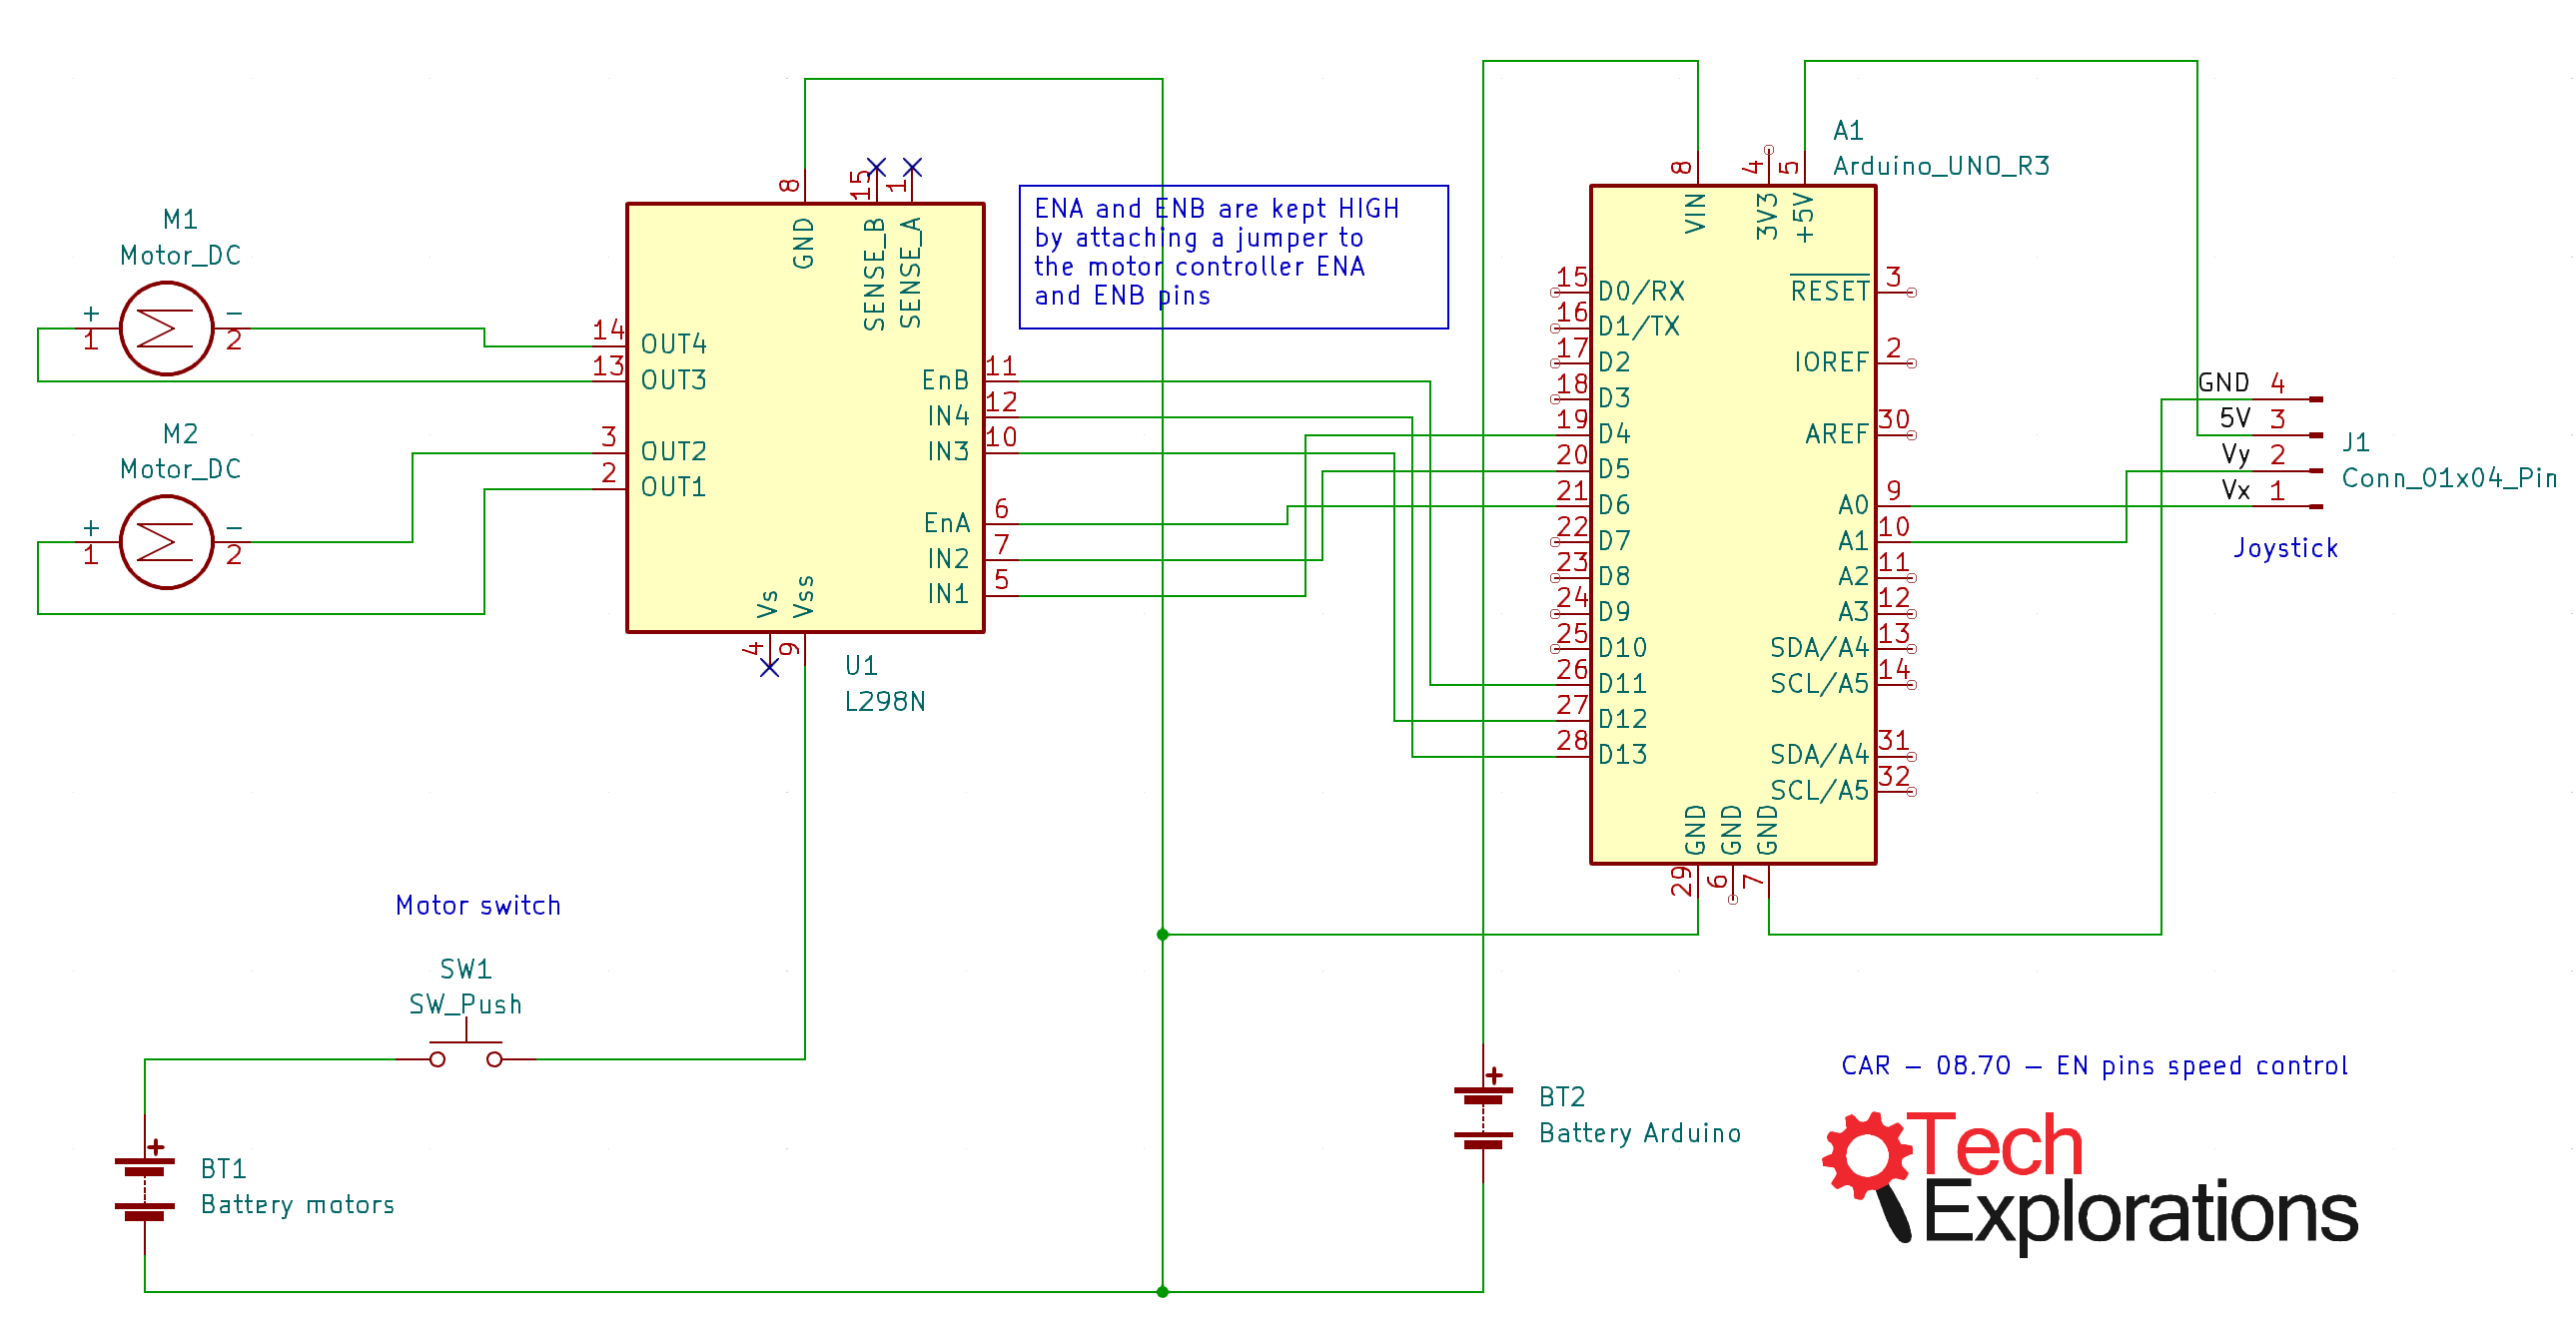 M1
Motor_DC
+
1
−
2
M2
Motor_DC
+
1
−
2
8
15
1
GND
SENSE_B
SENSE_A
14
OUT4
13
OUT3
3
OUT2
2
OUT1
11
EnB
12
IN4
10
IN3
6
EnA
7
IN2
5
IN1
Vs
Vss
4
9
U1
L298N
ENA and ENB are kept HIGH
by attaching a jumper to
the motor controller ENA
and ENB pins
A1
Arduino_UNO_R3
8
4
5
VIN
3V3
+5V
15
D0/RX
16
D1/TX
17
D2
18
D3
19
D4
20
D5
21
D6
22
D7
23
D8
24
D9
25
D10
26
D11
27
D12
28
D13
3
RESET
2
IOREF
30
AREF
9
A0
10
A1
11
A2
12
A3
13
SDA/A4
14
SCL/A5
31
SDA/A4
32
SCL/A5
GND
GND
GND
29
6
7
GND 4
5V 3
Vy 2
Vx 1
J1
Conn_01x04_Pin
Joystick
Motor switch
SW1
SW_Push
+
BT1
Battery motors
+
BT2
Battery Arduino
CAR – 08.70 – EN pins speed control
Tech
Explorations